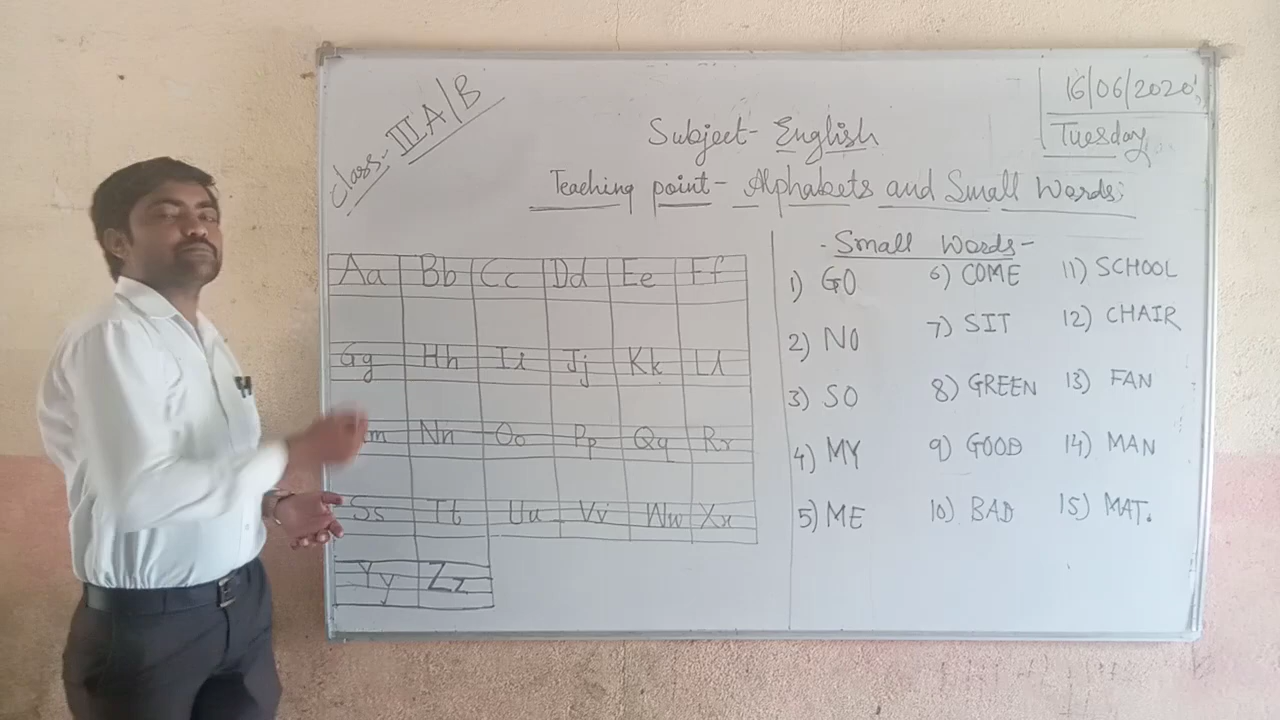 Class:- III A/B
16/06/2020,
Tuesday,
Subject- English
Teaching point- Alphabets and Small Words;
Aa Bb Cc Dd Ee Ff
Gg Hh Ii Jj Kk Ll
m Nn Oo Pp Qq Rr
Ss Tt Uu Vv Ww Xx
Yy Zz
- Small Words -
1) GO
2) NO
3) SO
4) MY
5) ME
6) COME
7) SIT
8) GREEN
9) GOOD
10) BAD
11) SCHOOL
12) CHAIR
13) FAN
14) MAN
15) MAT.